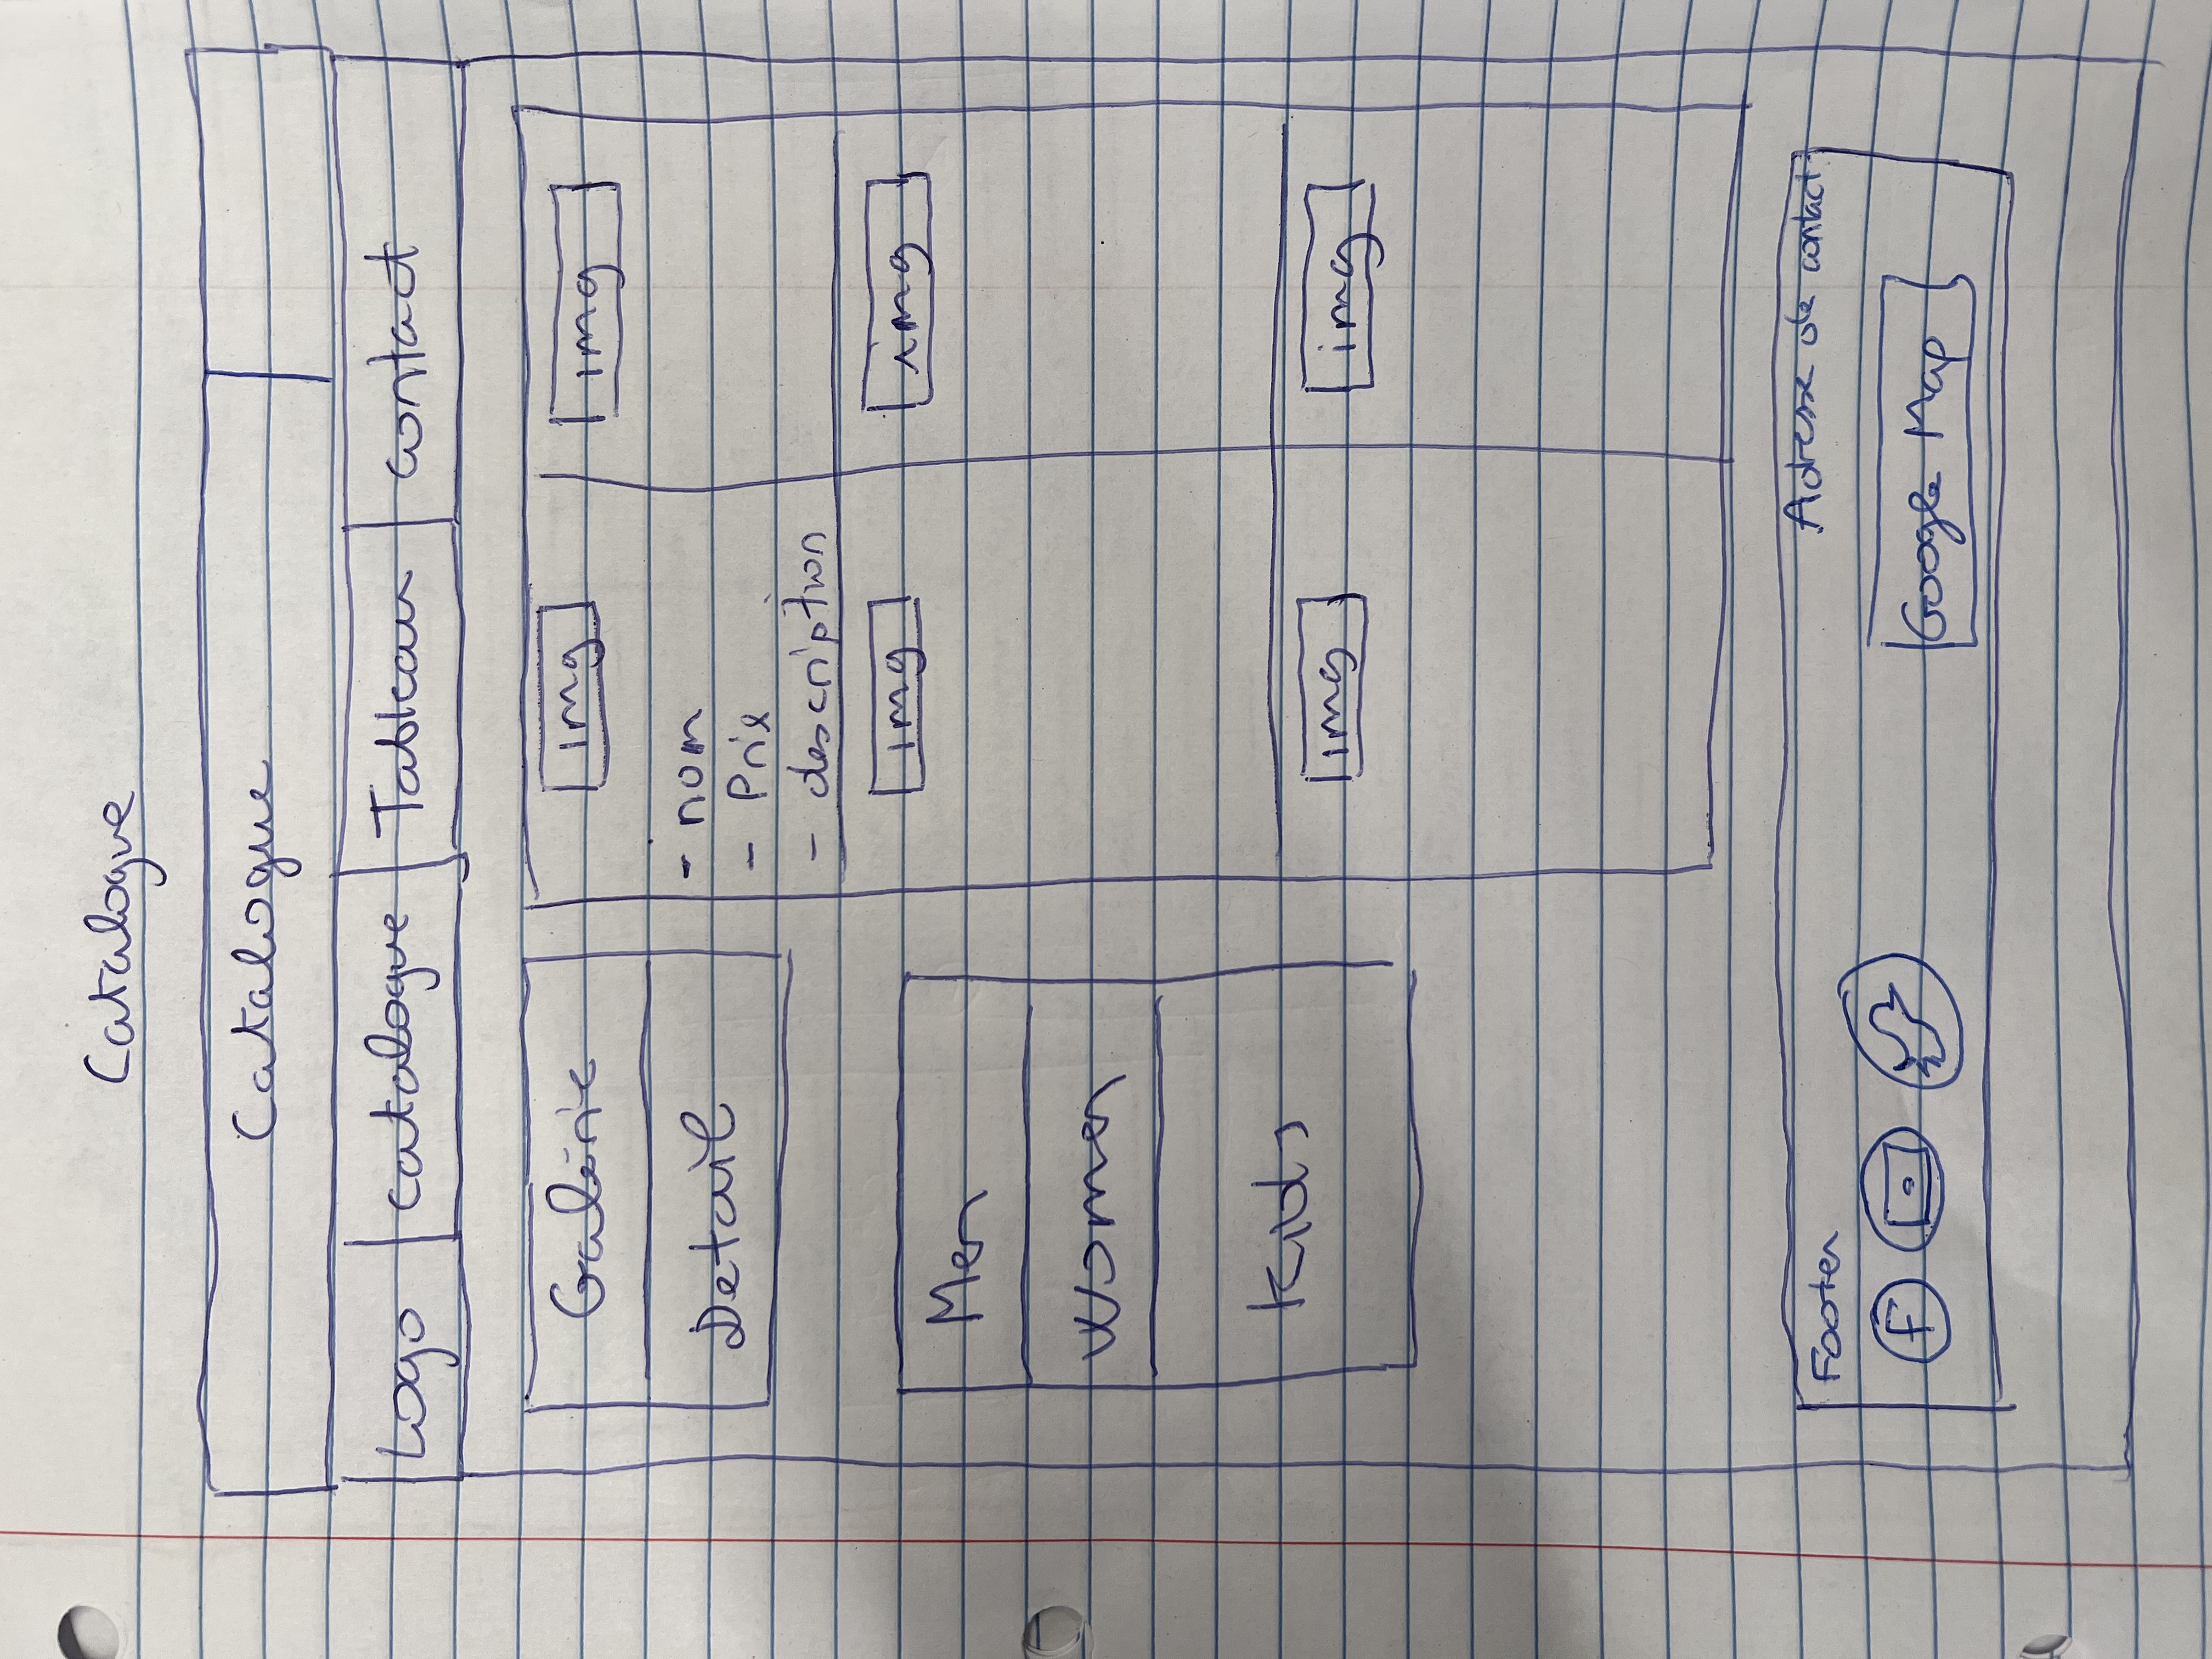 Catalogue
Catalogue
Logo catalogue Tableau contact
Galerie
Detail
img img
- nom
- Prix
- description
img img
Men
Women
Kids
img img
Footer
Adresse de contact
F
Google Map